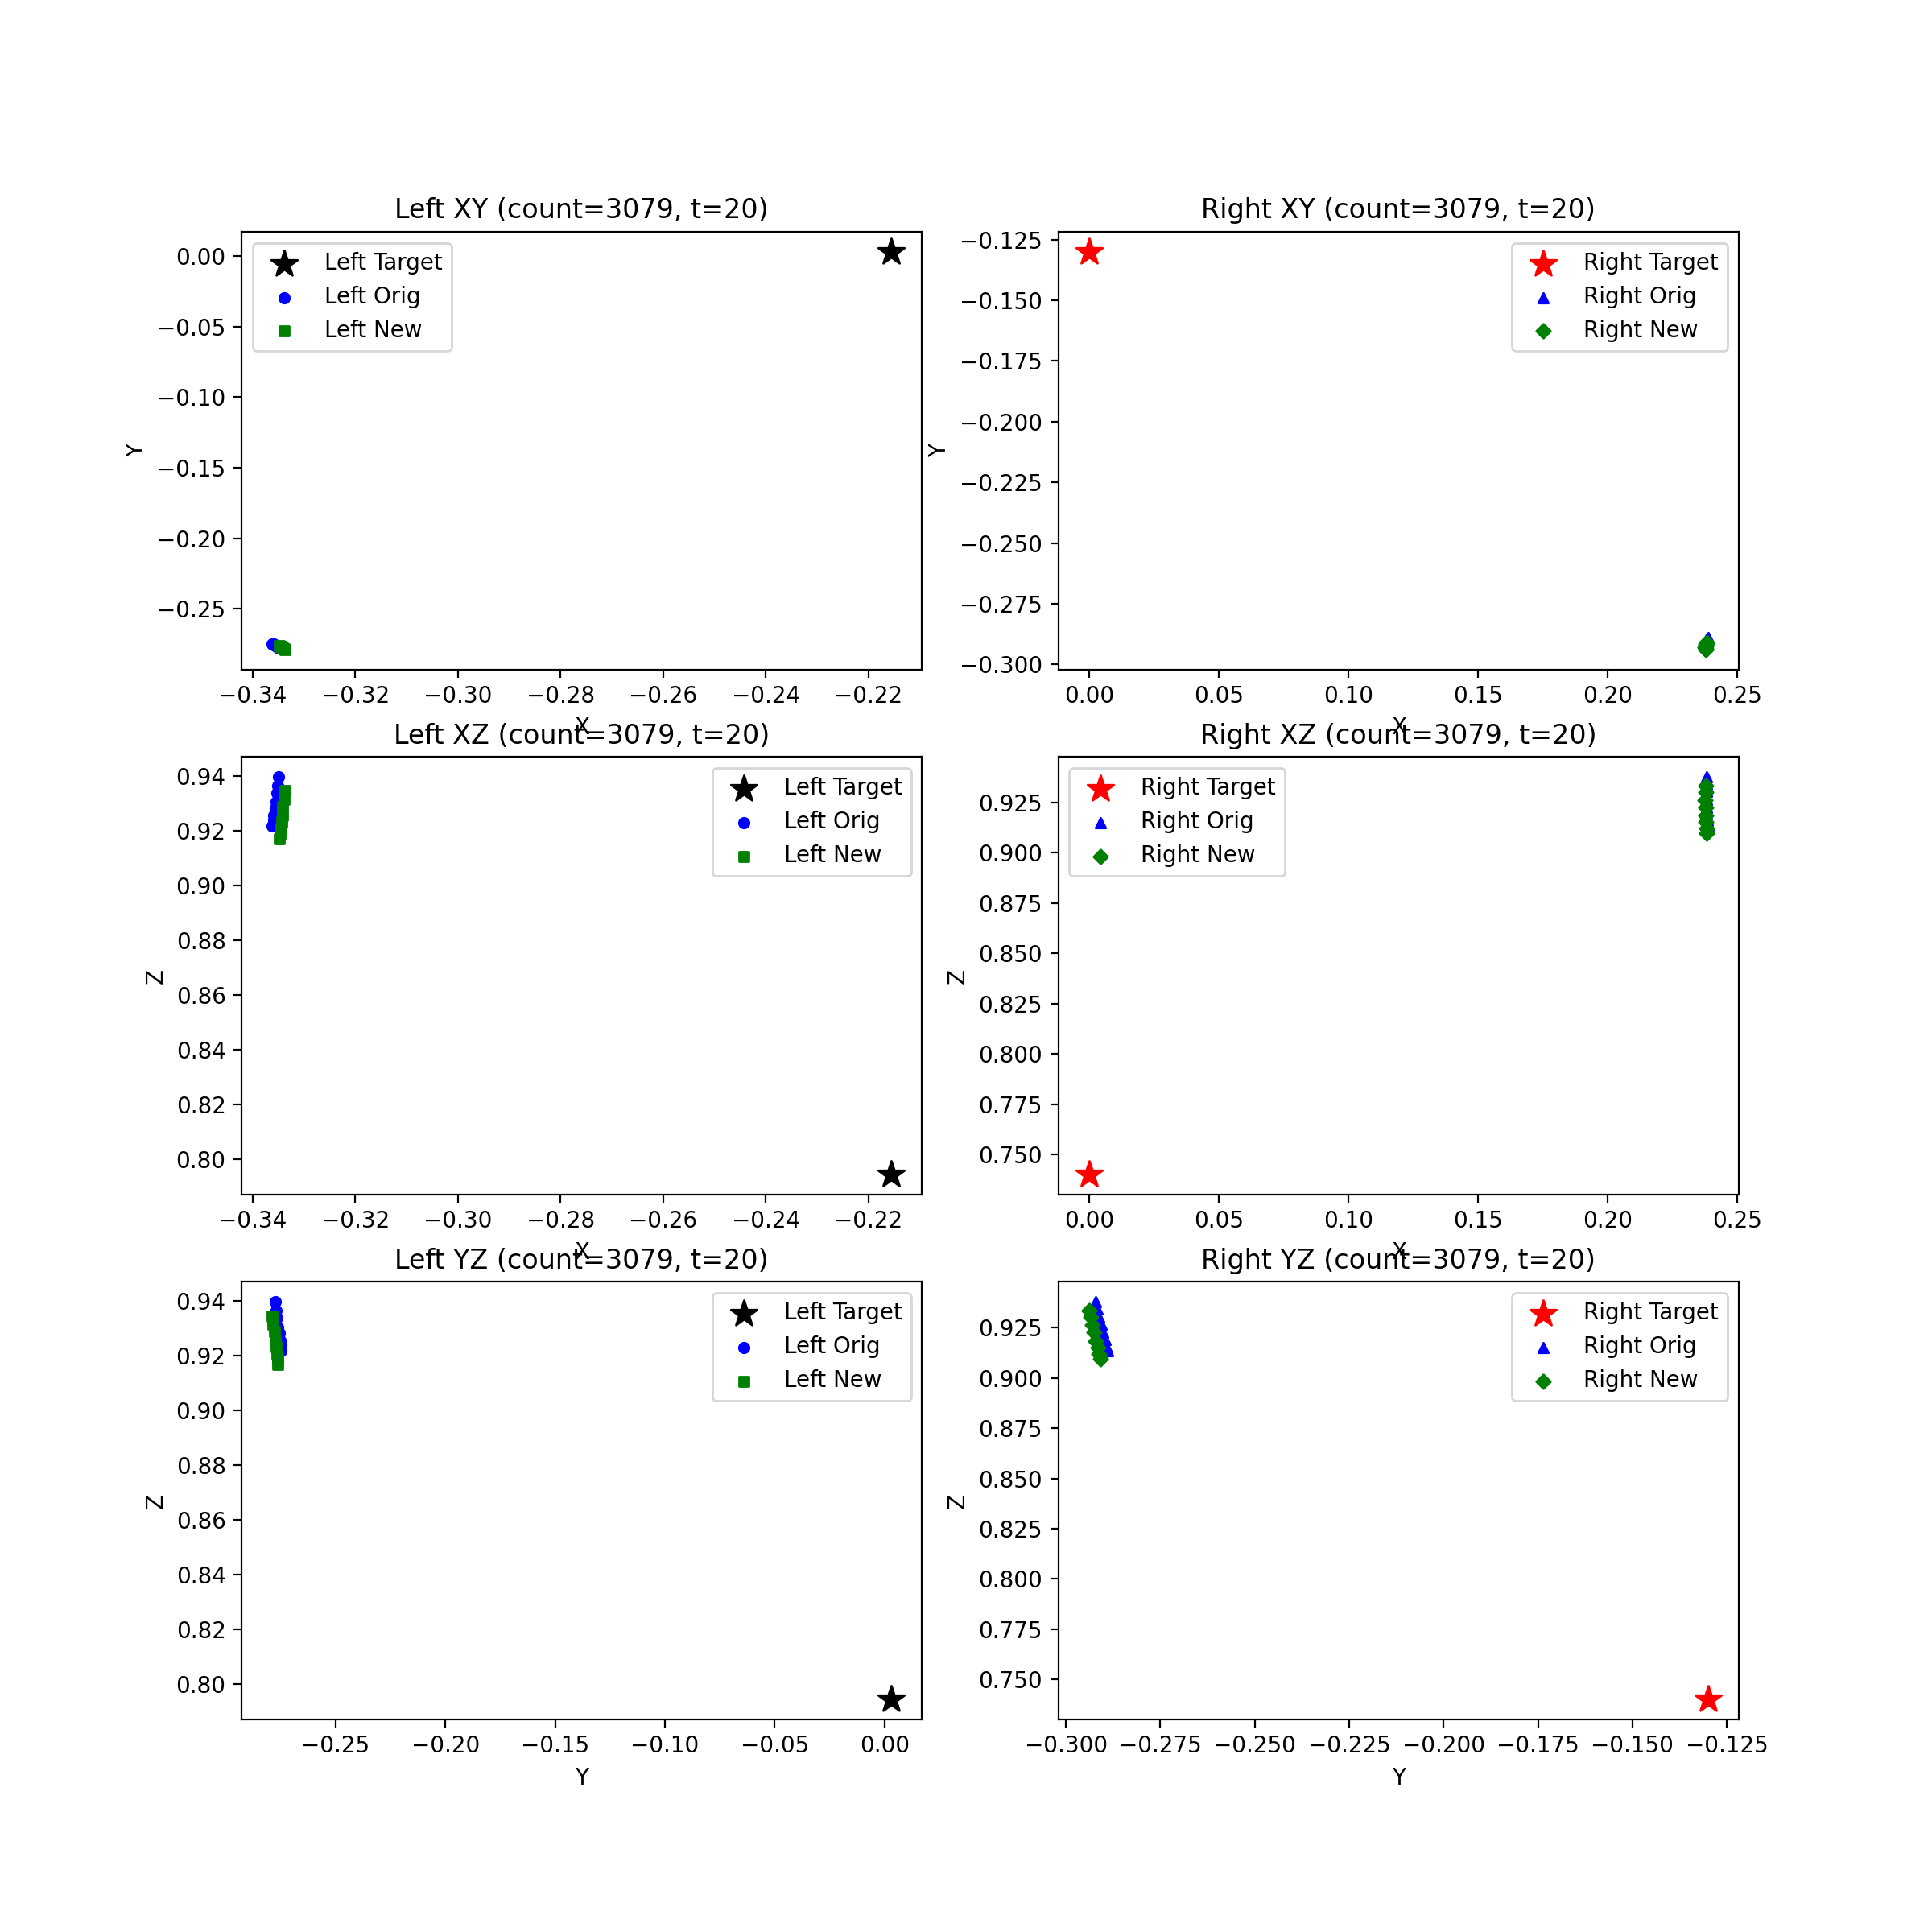 Left XY (count=3079, t=20)
Left Target
Left Orig
Left New
0.00
−0.05
−0.10
−0.15
−0.20
−0.25
Y
−0.34
−0.32
−0.30
−0.28
−0.26
−0.24
−0.22
X
Right XY (count=3079, t=20)
Right Target
Right Orig
Right New
−0.125
−0.150
−0.175
−0.200
−0.225
−0.250
−0.275
−0.300
Y
0.00
0.05
0.10
0.15
0.20
0.25
X
Left XZ (count=3079, t=20)
Left Target
Left Orig
Left New
0.94
0.92
0.90
0.88
0.86
0.84
0.82
0.80
Z
−0.34
−0.32
−0.30
−0.28
−0.26
−0.24
−0.22
X
Right XZ (count=3079, t=20)
Right Target
Right Orig
Right New
0.925
0.900
0.875
0.850
0.825
0.800
0.775
0.750
Z
0.00
0.05
0.10
0.15
0.20
0.25
X
Left YZ (count=3079, t=20)
Left Target
Left Orig
Left New
0.94
0.92
0.90
0.88
0.86
0.84
0.82
0.80
Z
−0.25
−0.20
−0.15
−0.10
−0.05
0.00
Y
Right YZ (count=3079, t=20)
Right Target
Right Orig
Right New
0.925
0.900
0.875
0.850
0.825
0.800
0.775
0.750
Z
−0.300
−0.275
−0.250
−0.225
−0.200
−0.175
−0.150
−0.125
Y